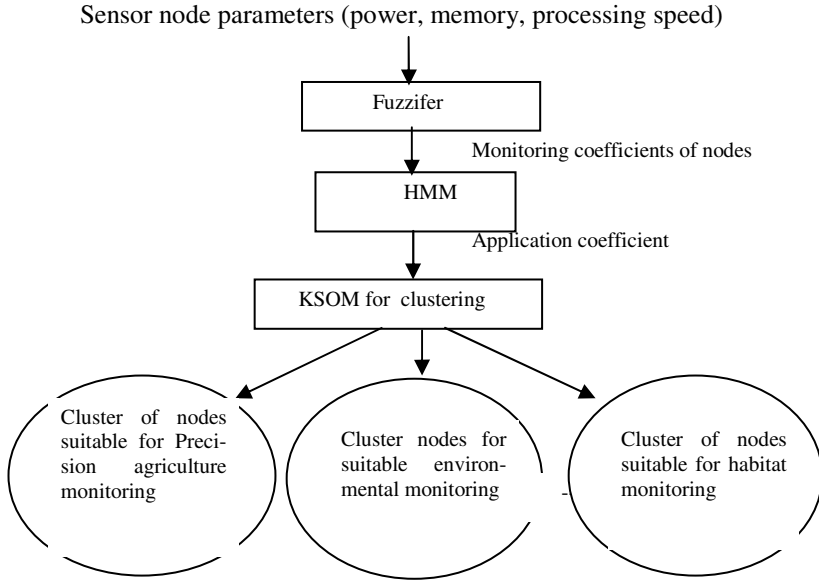 Sensor node parameters (power, memory, processing speed)
Fuzzifer
Monitoring coefficients of nodes
HMM
Application coefficient
KSOM for clustering
Cluster of nodes
suitable for Preci-
sion agriculture
monitoring
Cluster nodes for
suitable environ-
mental monitoring
-
Cluster of nodes
suitable for habitat
monitoring